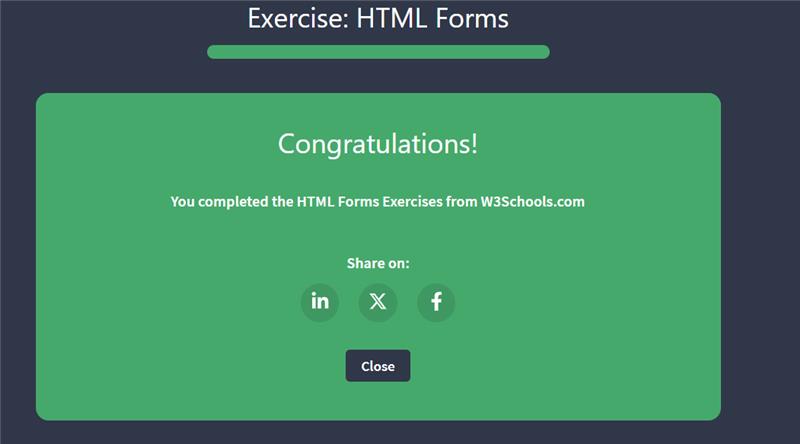 Exercise: HTML Forms
Congratulations!
You completed the HTML Forms Exercises from W3Schools.com
Share on:
in
X
f
Close